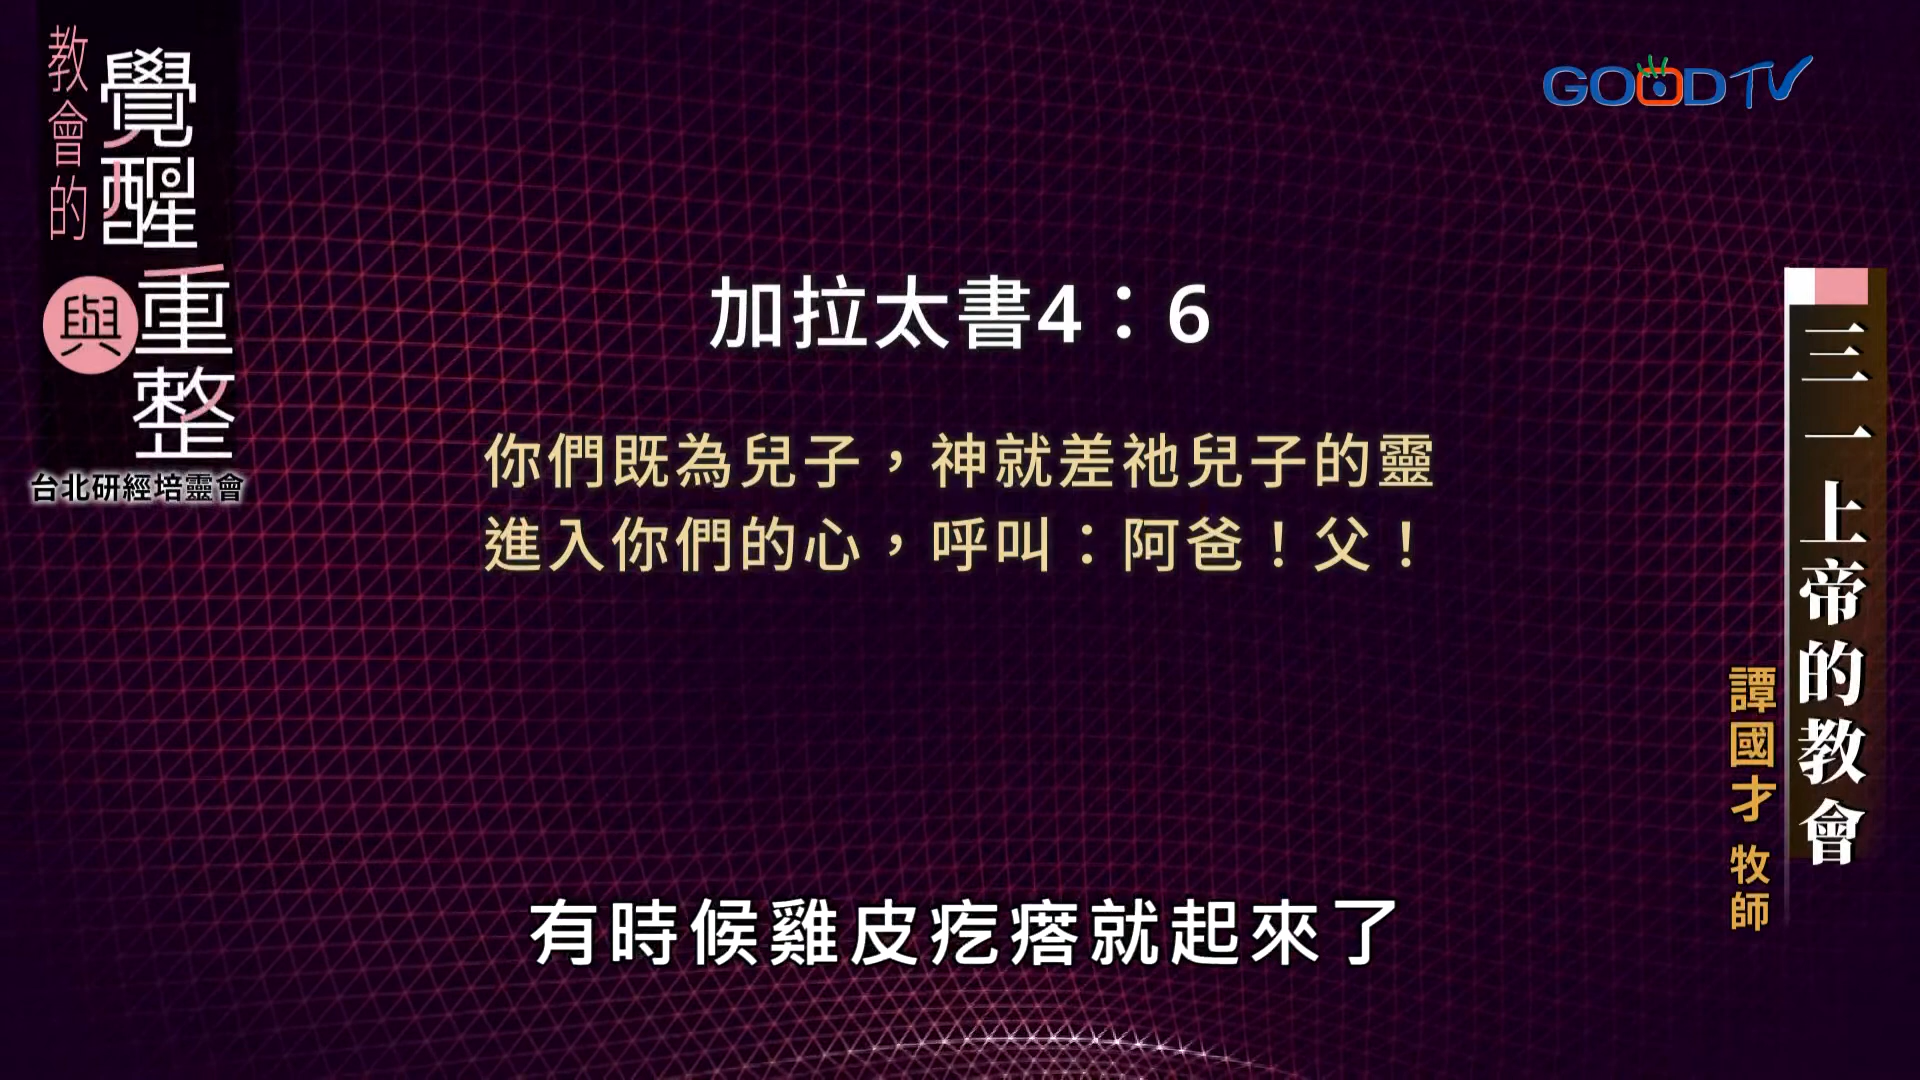 教會的
覺醒
與
重整
台北研經培靈會
GOOD TV
加拉太書4：6
你們既為兒子，神就差祂兒子的靈
進入你們的心，呼叫：阿爸！父！
三一上帝的教會
譚國才 牧師
有時候雞皮疙瘩就起來了